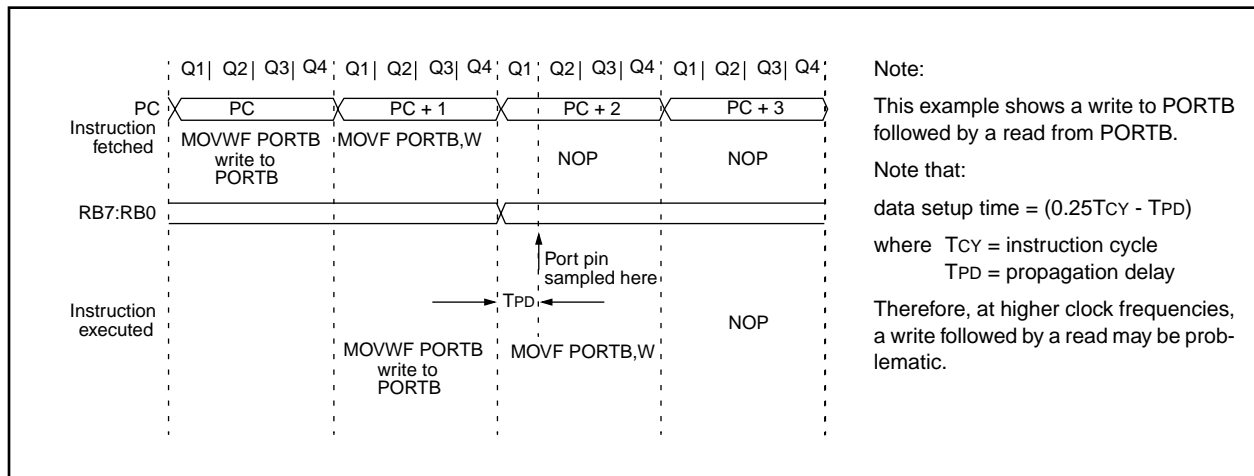 Q1| Q2| Q3| Q4 Q1| Q2| Q3| Q4 Q1| Q2| Q3| Q4 Q1| Q2| Q3| Q4
PC PC PC + 1 PC + 2 PC + 3
Instruction
fetched
MOVWF PORTB
write to
PORTB
MOVF PORTB,W
NOP
NOP
RB7:RB0
Port pin
sampled here
TPD
Instruction
executed
MOVWF PORTB
write to
PORTB
MOVF PORTB,W
NOP
Note:
This example shows a write to PORTB
followed by a read from PORTB.
Note that:
data setup time = (0.25TCY - TPD)
where TCY = instruction cycle
TPD = propagation delay
Therefore, at higher clock frequencies,
a write followed by a read may be prob-
lematic.